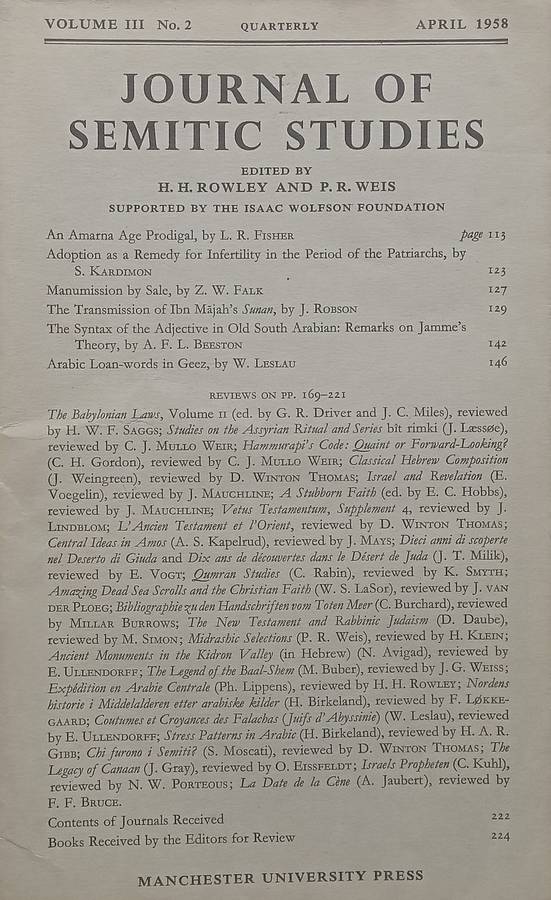 VOLUME III No. 2 QUARTERLY APRIL 1958
JOURNAL OF
SEMITIC STUDIES
EDITED BY
H. H. ROWLEY AND P. R. WEIS
SUPPORTED BY THE ISAAC WOLFSON FOUNDATION
An Amarna Age Prodigal, by L. R. FISHER page 113
Adoption as a Remedy for Infertility in the Period of the Patriarchs, by
S. KARDIMON 123
Manumission by Sale, by Z. W. FALK 127
The Transmission of Ibn Mājah's Sunan, by J. ROBSON 129
The Syntax of the Adjective in Old South Arabian: Remarks on Jamme's
Theory, by A. F. L. BEESTON 142
Arabic Loan-words in Geez, by W. LESLAU 146
REVIEWS ON PP. 169–221
The Babylonian Laws, Volume II (ed. by G. R. Driver and J. C. Miles), reviewed
by H. W. F. SAGGS; Studies on the Assyrian Ritual and Series bît rimki (J. Læssøe),
reviewed by C. J. MULLO WEIR; Hammurapi's Code: Quaint or Forward-Looking?
(C. H. Gordon), reviewed by C. J. MULLO WEIR; Classical Hebrew Composition
(J. Weingreen), reviewed by D. WINTON THOMAS; Israel and Revelation (E.
Voegelin), reviewed by J. MAUCHLINE; A Stubborn Faith (ed. by E. C. Hobbs),
reviewed by J. MAUCHLINE; Vetus Testamentum, Supplement 4, reviewed by J.
LINDBLOM; L'Ancien Testament et l'Orient, reviewed by D. WINTON THOMAS;
Central Ideas in Amos (A. S. Kapelrud), reviewed by J. MAYS; Dieci anni di scoperte
nel Deserto di Giuda and Dix ans de découvertes dans le Désert de Juda (J. T. Milik),
reviewed by E. VOGT; Qumran Studies (C. Rabin), reviewed by K. SMYTH;
Amazing Dead Sea Scrolls and the Christian Faith (W. S. LaSor), reviewed by J. VAN
DER PLOEG; Bibliographie zu den Handschriften vom Toten Meer (C. Burchard), reviewed
by MILLAR BURROWS; The New Testament and Rabbinic Judaism (D. Daube),
reviewed by M. SIMON; Midrashic Selections (P. R. Weis), reviewed by H. KLEIN;
Ancient Monuments in the Kidron Valley (in Hebrew) (N. Avigad), reviewed by
E. ULLENDORFF; The Legend of the Baal-Shem (M. Buber), reviewed by J. G. WEISS;
Expédition en Arabie Centrale (Ph. Lippens), reviewed by H. H. ROWLEY; Nordens
historie i Middelalderen etter arabiske kilder (H. Birkeland), reviewed by F. LØKKE-
GAARD; Coutumes et Croyances des Falachas (Juifs d'Abyssinie) (W. Leslau), reviewed
by E. ULLENDORFF; Stress Patterns in Arabic (H. Birkeland), reviewed by H. A. R.
GIBB; Chi furono i Semiti? (S. Moscati), reviewed by D. WINTON THOMAS; The
Legacy of Canaan (J. Gray), reviewed by O. EISSFELDT; Israels Propheten (C. Kuhl),
reviewed by N. W. PORTEOUS; La Date de la Cène (A. Jaubert), reviewed by
F. F. BRUCE.
Contents of Journals Received 222
Books Received by the Editors for Review 224
MANCHESTER UNIVERSITY PRESS